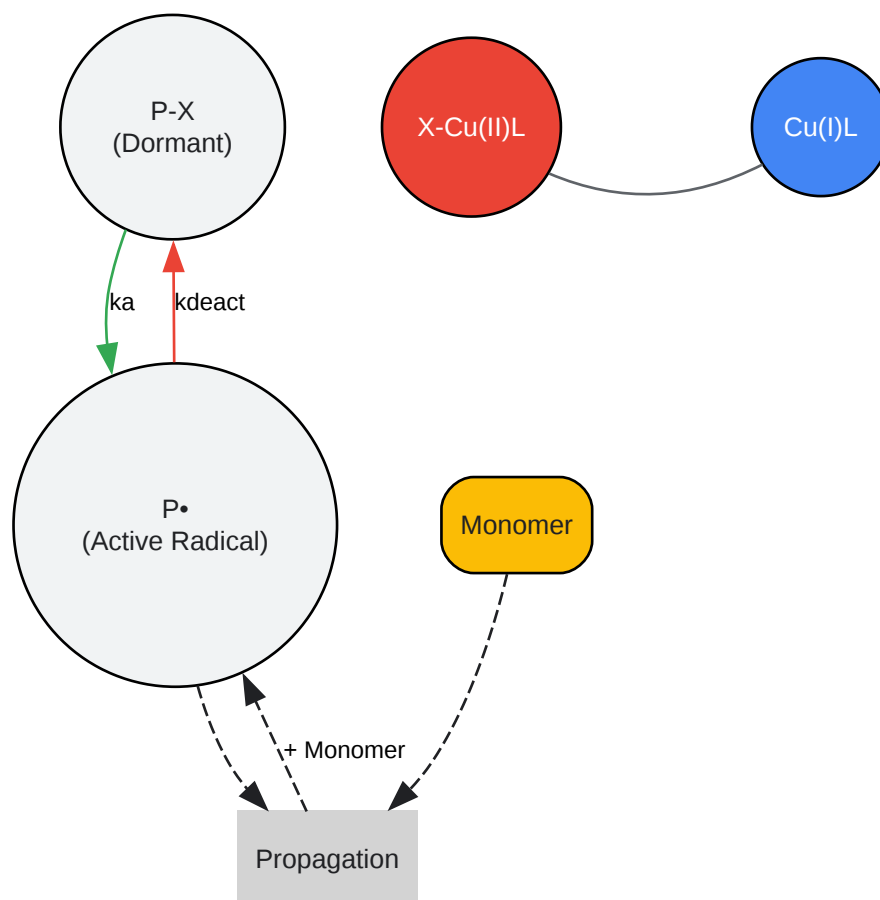 P-X
(Dormant)
X-Cu(II)L
Cu(I)L
ka
kdeact
P•
(Active Radical)
Monomer
+ Monomer
Propagation